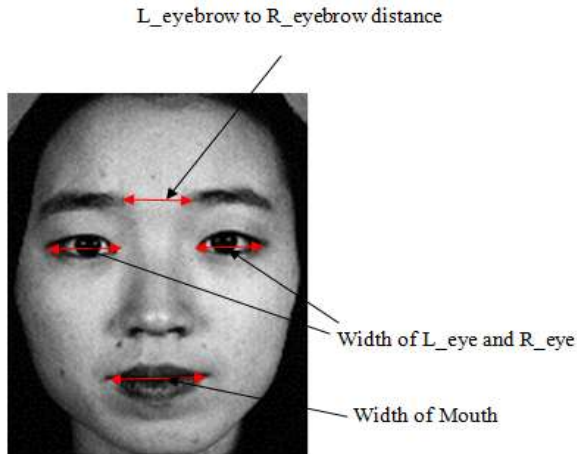 L_eyebrow to R_eyebrow distance
Width of L_eye and R_eye
Width of Mouth